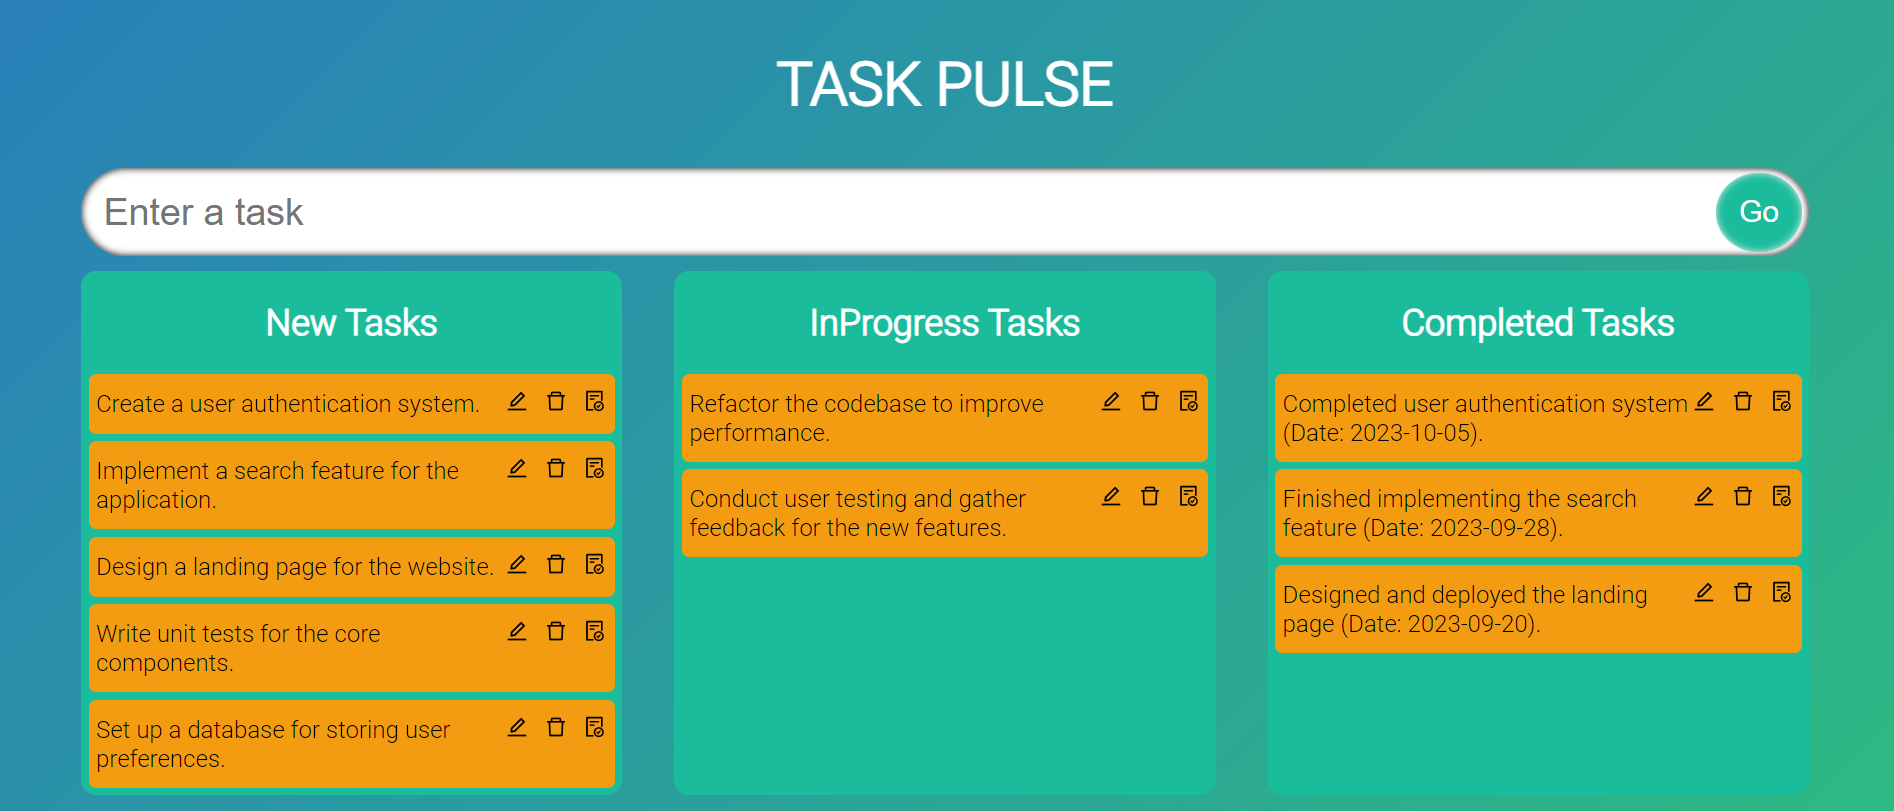 TASK PULSE
Enter a task
Go
New Tasks
Create a user authentication system.
Implement a search feature for the
application.
Design a landing page for the website.
Write unit tests for the core
components.
Set up a database for storing user
preferences.
InProgress Tasks
Refactor the codebase to improve
performance.
Conduct user testing and gather
feedback for the new features.
Completed Tasks
Completed user authentication system
(Date: 2023-10-05).
Finished implementing the search
feature (Date: 2023-09-28).
Designed and deployed the landing
page (Date: 2023-09-20).